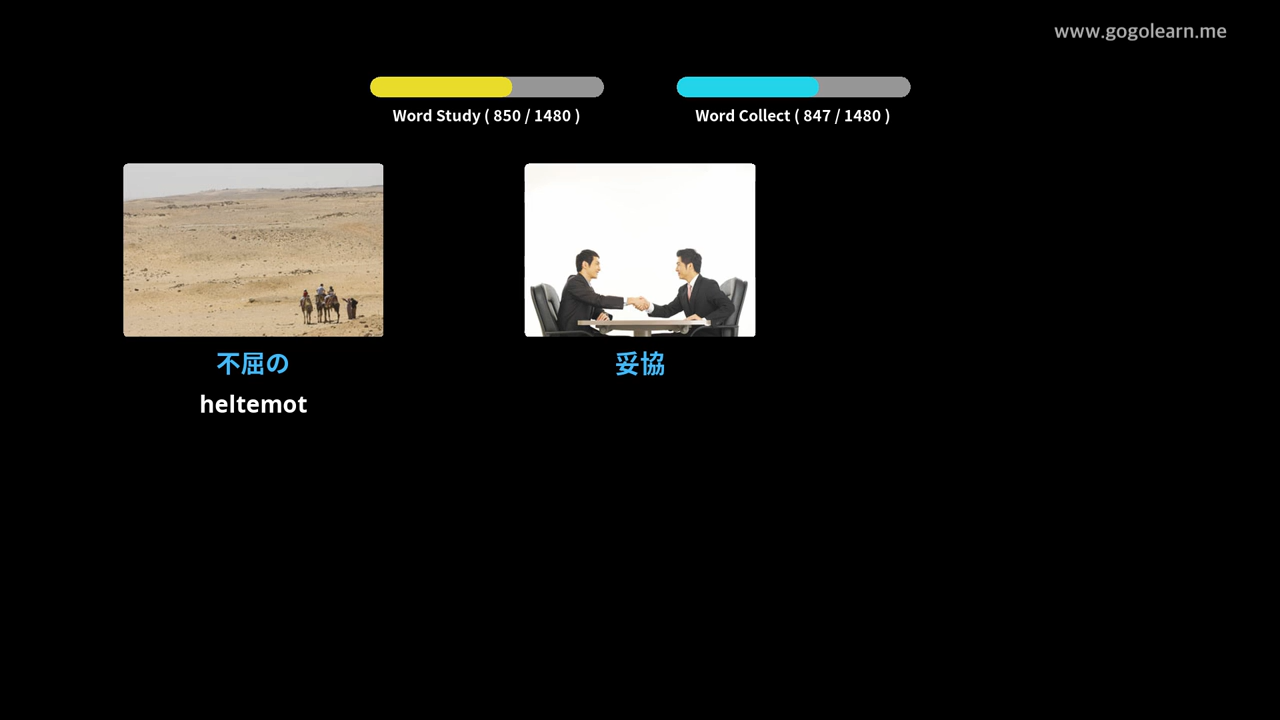 www.gogolearn.me
Word Study ( 850 / 1480 )
Word Collect ( 847 / 1480 )
不屈の
heltemot
妥協